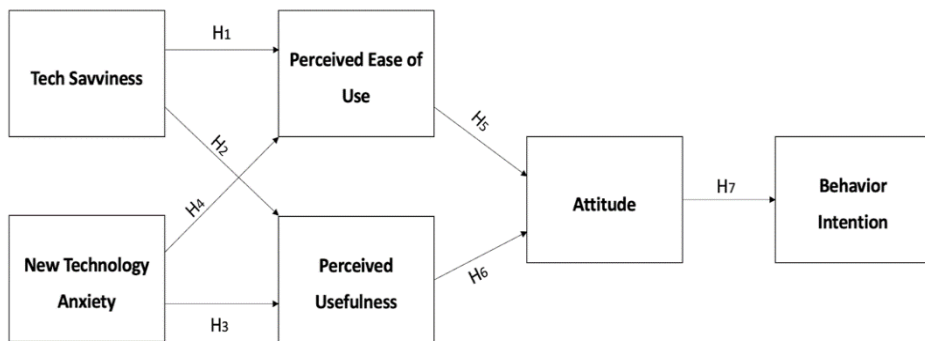 Tech Savviness
H1
Perceived Ease of
Use
H2
H4
New Technology
Anxiety
H3
Perceived
Usefulness
H5
H6
Attitude
H7
Behavior
Intention